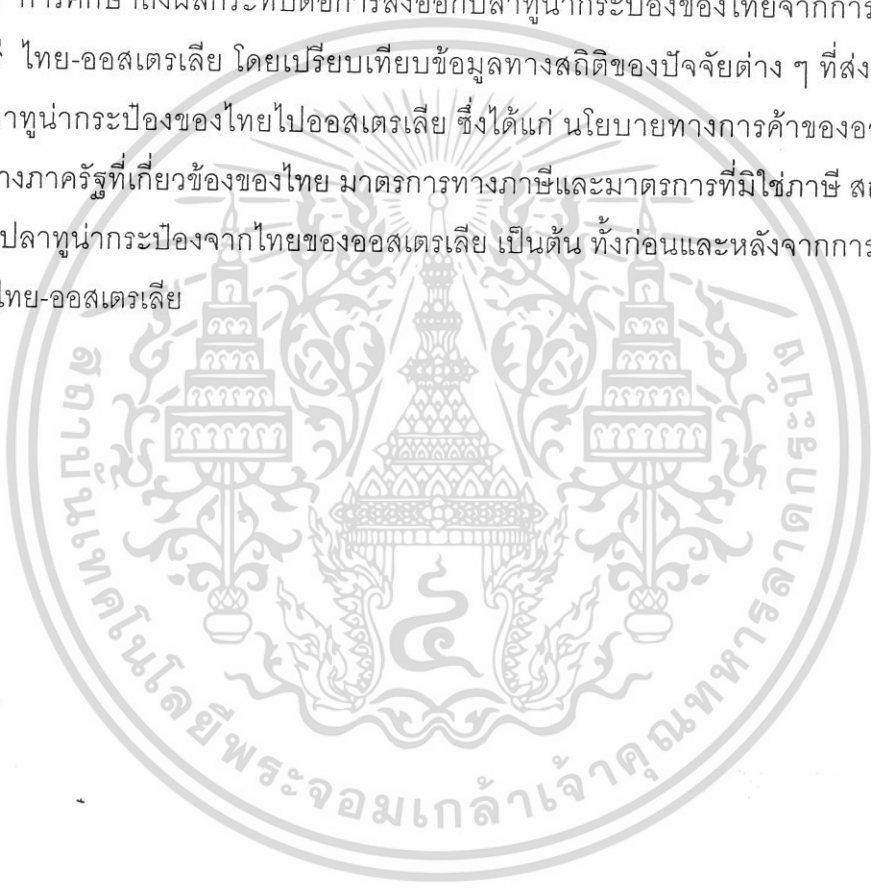 การศึกษาถึงผลกระทบต่อการส่งออกปลาทูน่ากระป๋องของไทยจากการ
ไทย-ออสเตรเลีย โดยเปรียบเทียบข้อมูลทางสถิติของปัจจัยต่าง ๆ ที่ส่ง
าทูน่ากระป๋องของไทยไปออสเตรเลีย ซึ่งได้แก่ นโยบายทางการค้าของ
างภาครัฐที่เกี่ยวข้องของไทย มาตรการทางภาษีและมาตรการที่มิใช่ภาษี
ปลาทูน่ากระป๋องจากไทยของออสเตรเลีย เป็นต้น ทั้งก่อนและหลังจากการ
ไทย-ออสเตรเลีย
สถาบันเทคโนโลยีพระจอมเกล้าเจ้าคุณทหารลาดกระบัง